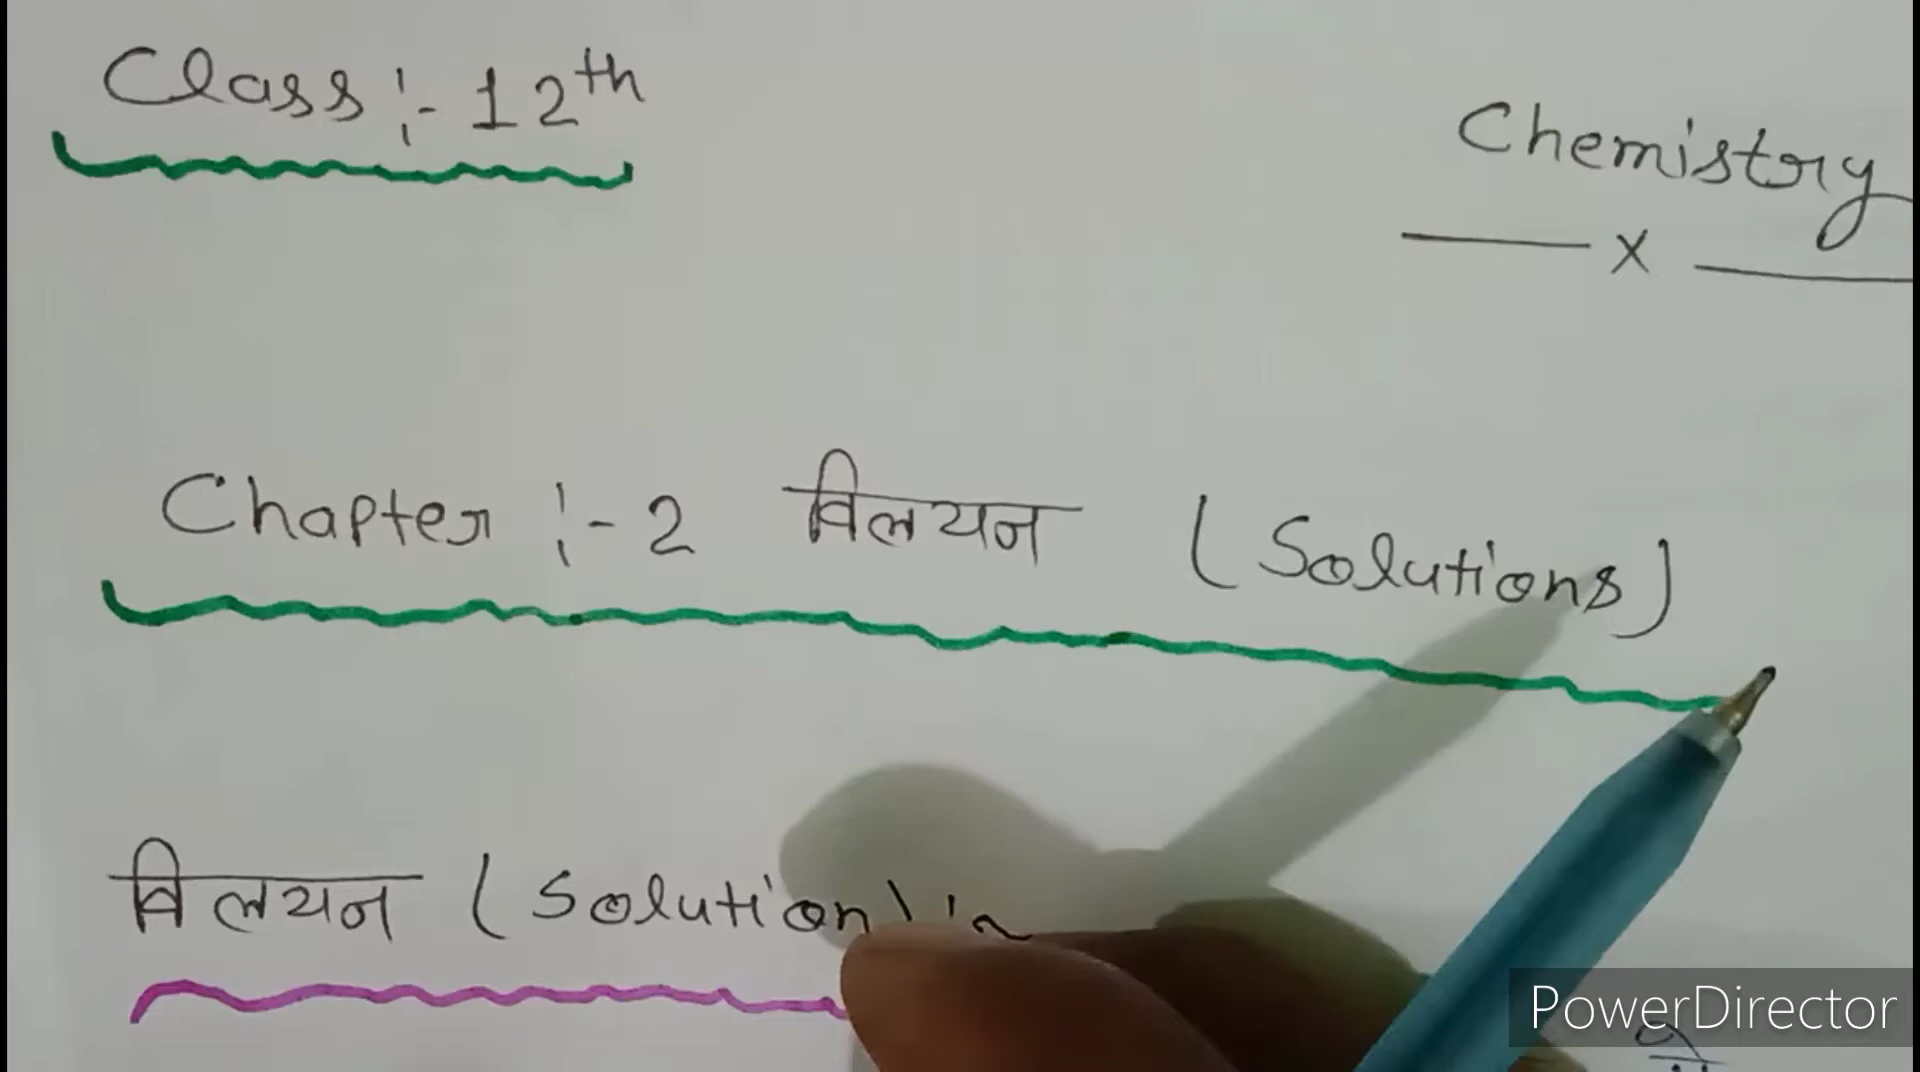 Class :- 12th
Chemistry
x
Chapter :- 2 विलयन (Solutions)
विलयन (Solution) :-
PowerDirector